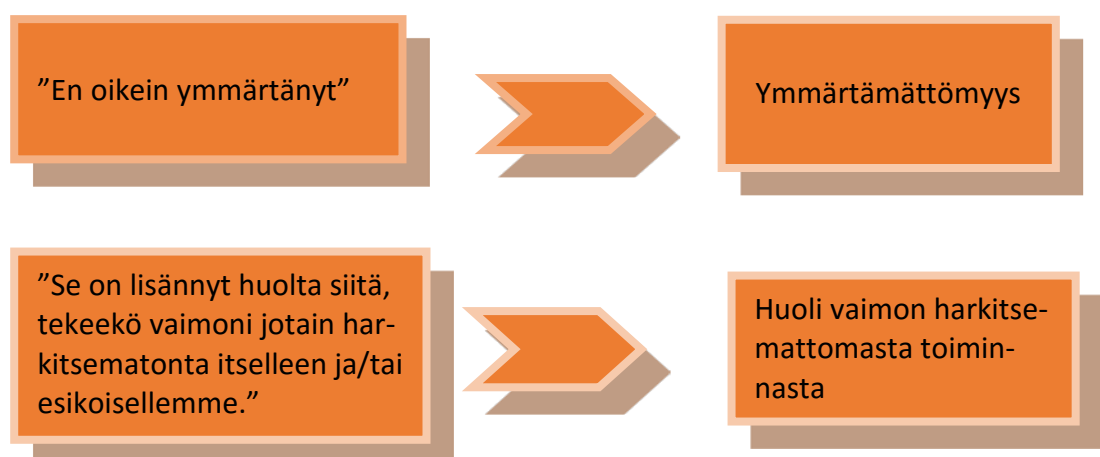 ”En oikein ymmärtänyt”
Ymmärtämättömyys
”Se on lisännyt huolta siitä,
tekeekö vaimoni jotain har-
kitsematonta itselleen ja/tai
esikoisellemme.”
Huoli vaimon harkitse-
mattomasta toimin-
nasta